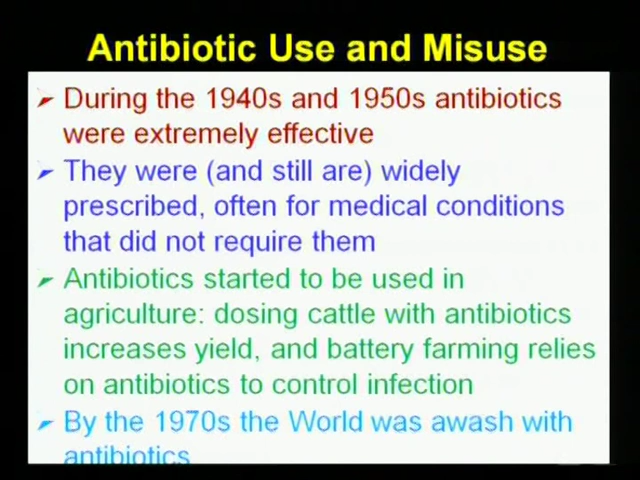 Antibiotic Use and Misuse
During the 1940s and 1950s antibiotics
were extremely effective
They were (and still are) widely
prescribed, often for medical conditions
that did not require them
Antibiotics started to be used in
agriculture: dosing cattle with antibiotics
increases yield, and battery farming relies
on antibiotics to control infection
By the 1970s the World was awash with
antibiotics